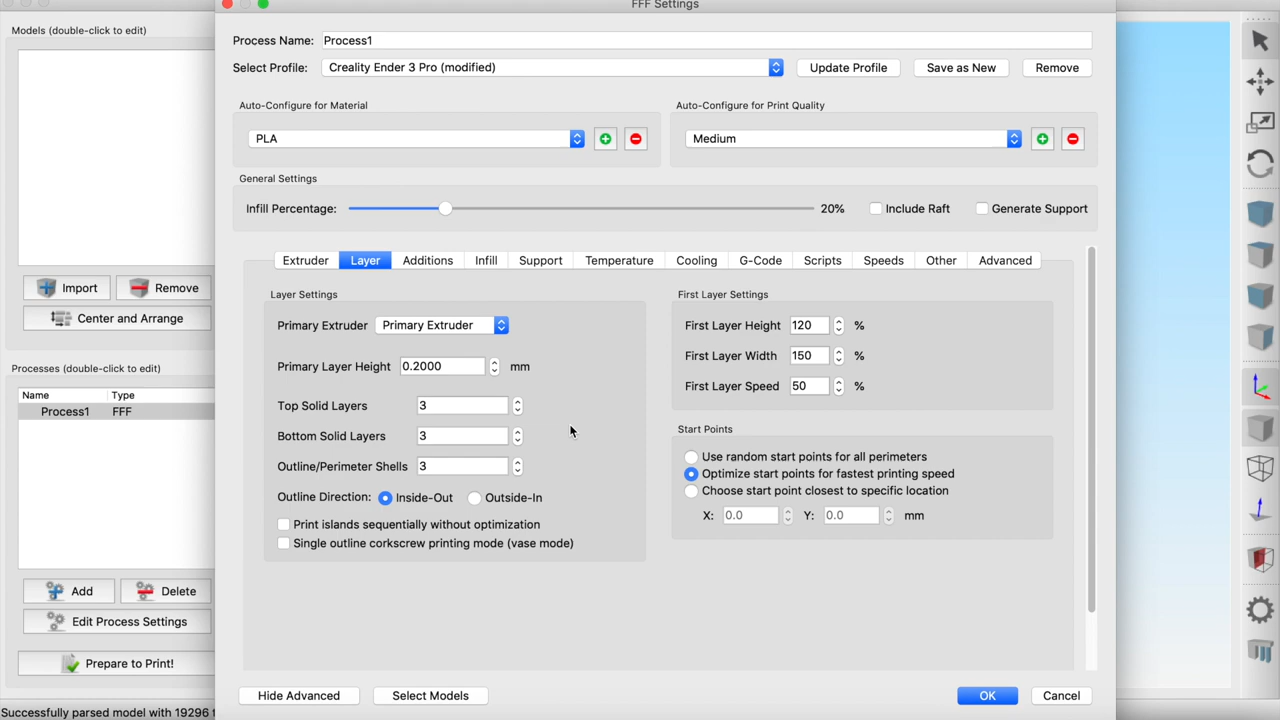 FFF Settings
Models (double-click to edit)
Process Name: Process1
Select Profile: Creality Ender 3 Pro (modified) Update Profile Save as New Remove
Auto-Configure for Material Auto-Configure for Print Quality
PLA Medium
General Settings
Infill Percentage: 20% Include Raft Generate Support
Extruder Layer Additions Infill Support Temperature Cooling G-Code Scripts Speeds Other Advanced
Import Remove
Center and Arrange
Layer Settings First Layer Settings
Primary Extruder Primary Extruder First Layer Height 120 %
Primary Layer Height 0.2000 mm First Layer Width 150 %
First Layer Speed 50 %
Processes (double-click to edit)
Name Type
Process1 FFF
Top Solid Layers 3
Bottom Solid Layers 3 Start Points
Outline/Perimeter Shells 3 Use random start points for all perimeters
Optimize start points for fastest printing speed
Outline Direction: Inside-Out Outside-In Choose start point closest to specific location
X: 0.0 Y: 0.0 mm
Print islands sequentially without optimization
Single outline corkscrew printing mode (vase mode)
Add Delete
Edit Process Settings
Prepare to Print!
Hide Advanced Select Models OK Cancel
Successfully parsed model with 19296